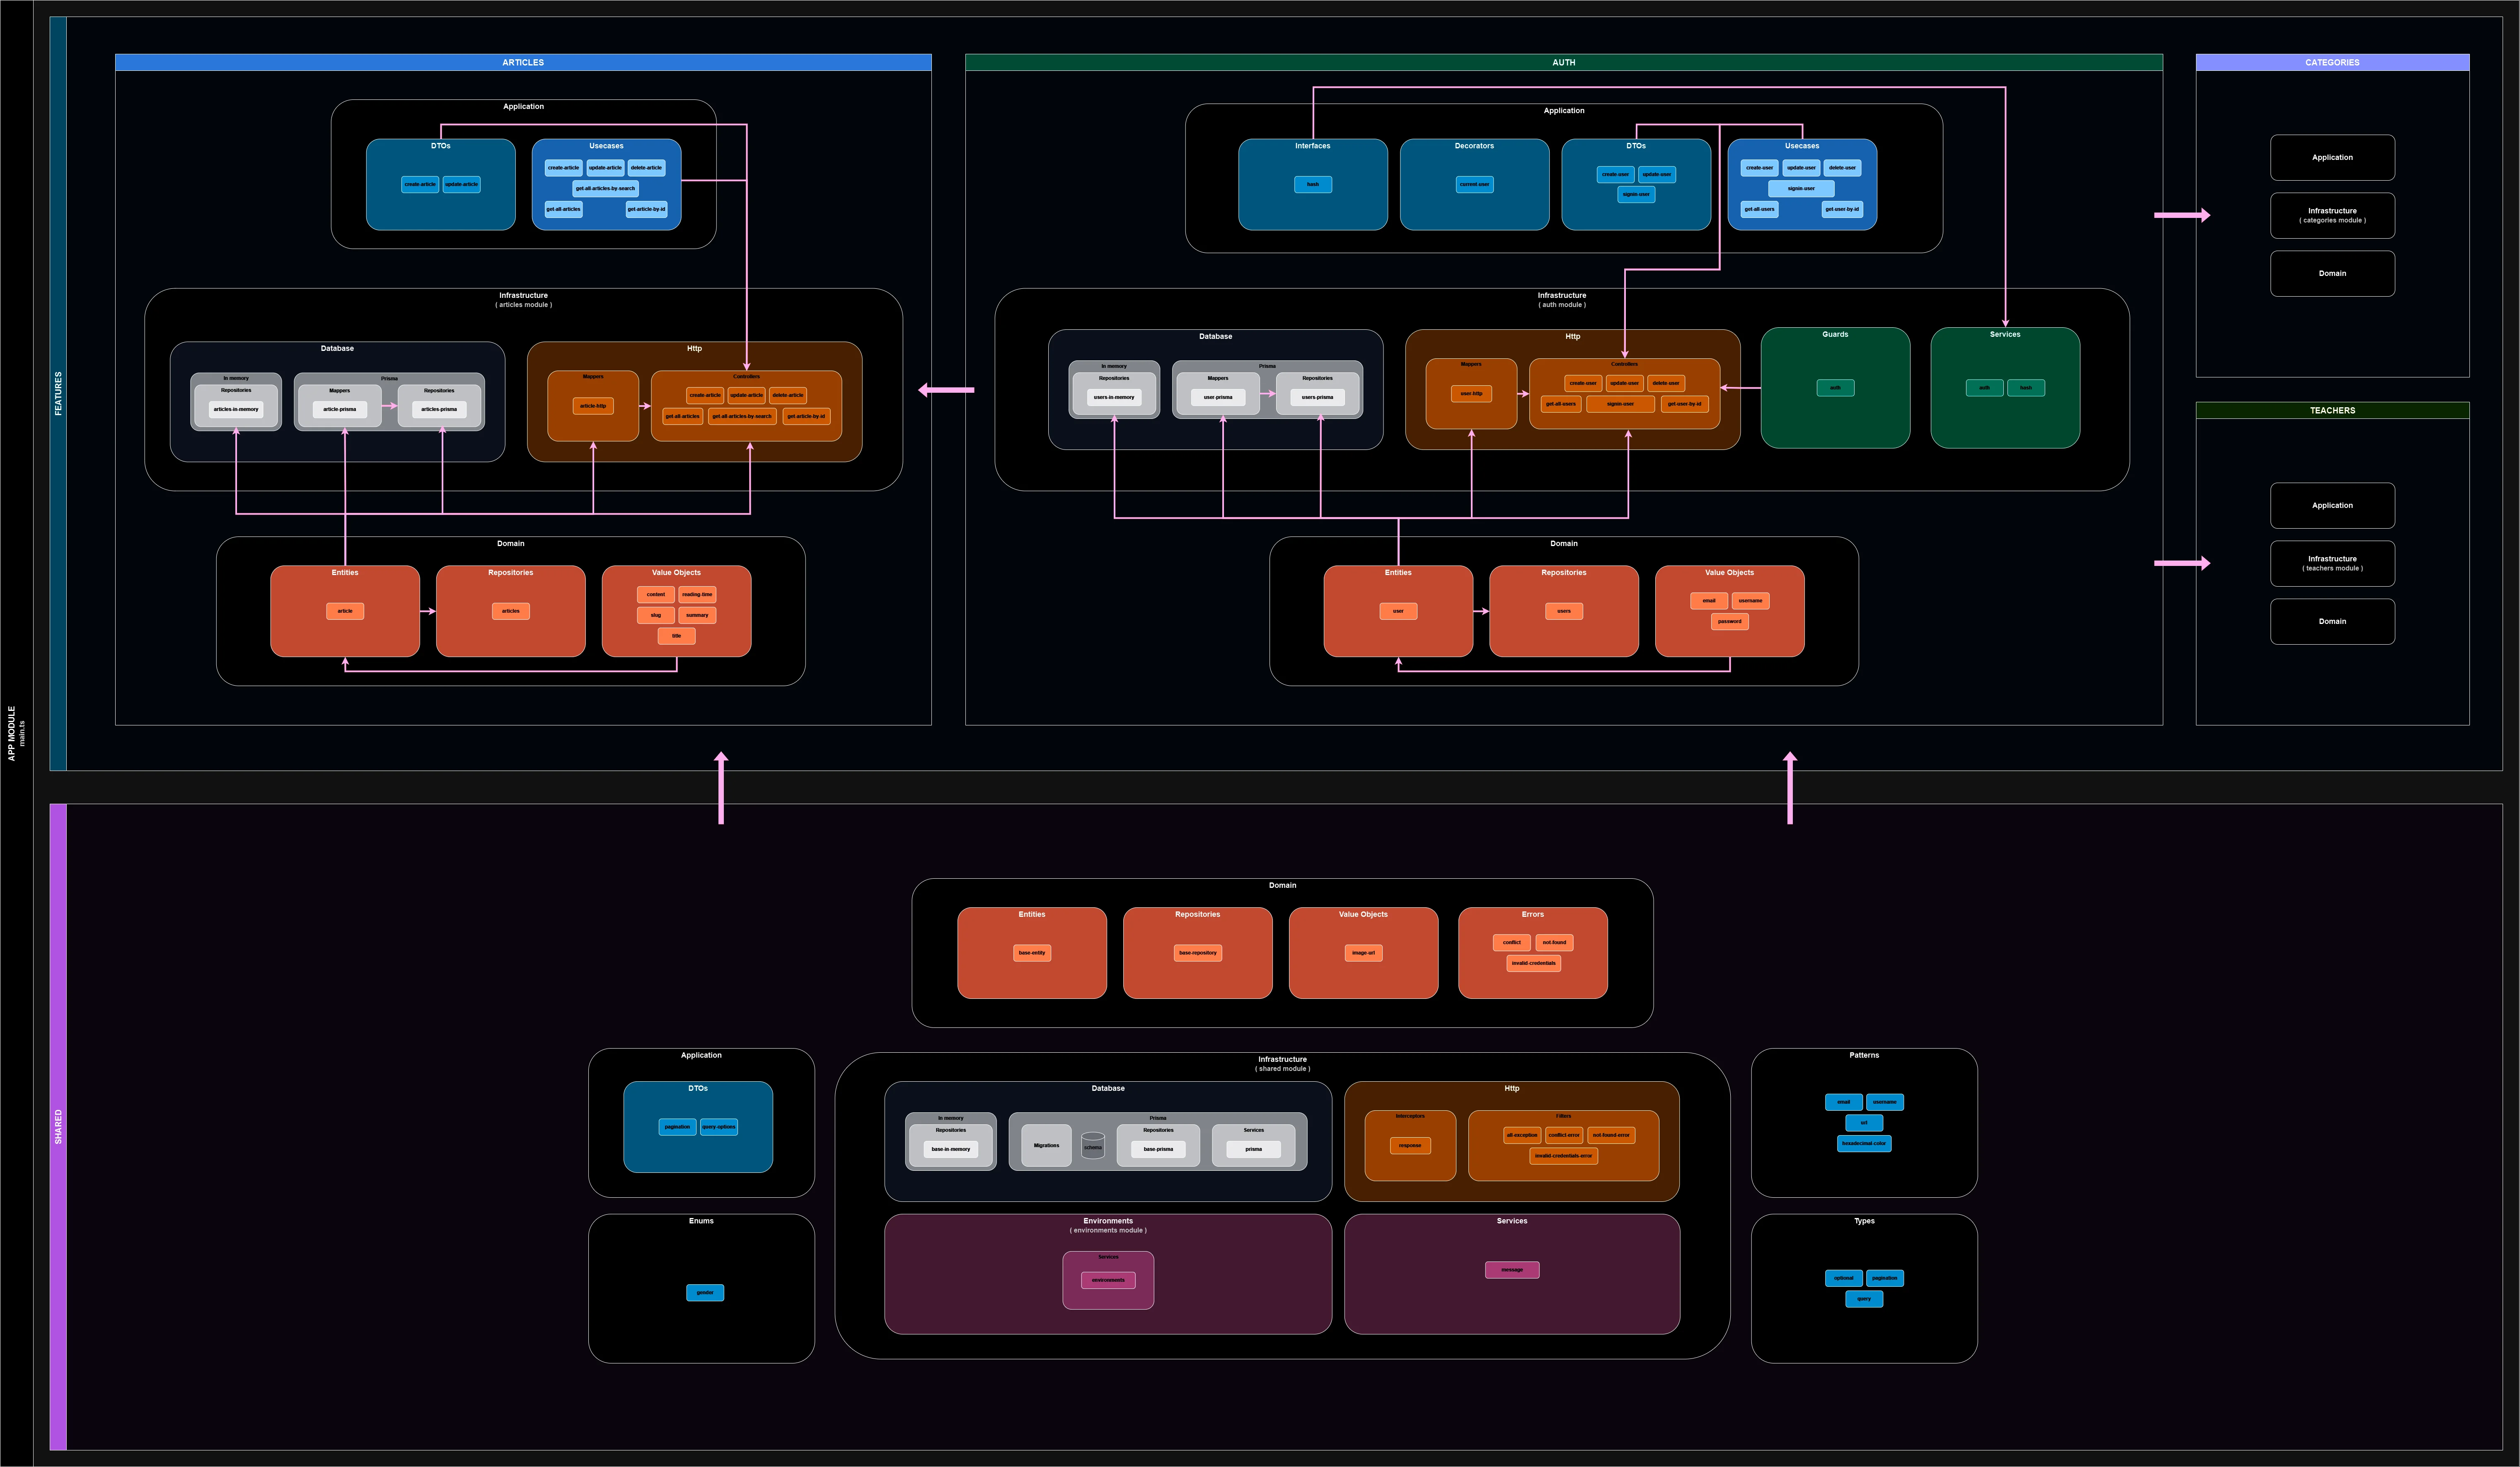 APP MODULE
main.ts
FEATURES
ARTICLES
Application
DTOs
create-article
update-article
Usecases
create-article
update-article
delete-article
get-all-articles-by-search
get-all-articles
get-article-by-id
Infrastructure
( articles module )
Database
In memory
Repositories
articles-in-memory
Prisma
Mappers
article-prisma
Repositories
articles-prisma
Http
Mappers
article-http
Controllers
create-article
update-article
delete-article
get-all-articles
get-all-articles-by-search
get-article-by-id
Domain
Entities
article
Repositories
articles
Value Objects
content
reading-time
slug
summary
title
AUTH
Application
Interfaces
hash
Decorators
current-user
DTOs
create-user
update-user
signin-user
Usecases
create-user
update-user
delete-user
signin-user
get-all-users
get-user-by-id
Infrastructure
( auth module )
Database
In memory
Repositories
users-in-memory
Prisma
Mappers
user-prisma
Repositories
users-prisma
Http
Mappers
user-http
Controllers
create-user
update-user
delete-user
get-all-users
signin-user
get-user-by-id
Guards
auth
Services
auth
hash
Domain
Entities
user
Repositories
users
Value Objects
email
username
password
CATEGORIES
Application
Infrastructure
( categories module )
Domain
TEACHERS
Application
Infrastructure
( teachers module )
Domain
SHARED
Domain
Entities
base-entity
Repositories
base-repository
Value Objects
image-url
Errors
conflict
not-found
invalid-credentials
Application
DTOs
pagination
query-options
Enums
gender
Infrastructure
( shared module )
Database
In memory
Repositories
base-in-memory
Prisma
Migrations
schema
Repositories
base-prisma
Services
prisma
Http
Interceptors
response
Filters
all-exception
conflict-error
not-found-error
invalid-credentials-error
Environments
( environments module )
Services
environments
Services
message
Patterns
email
username
url
hexadecimal-color
Types
optional
pagination
query